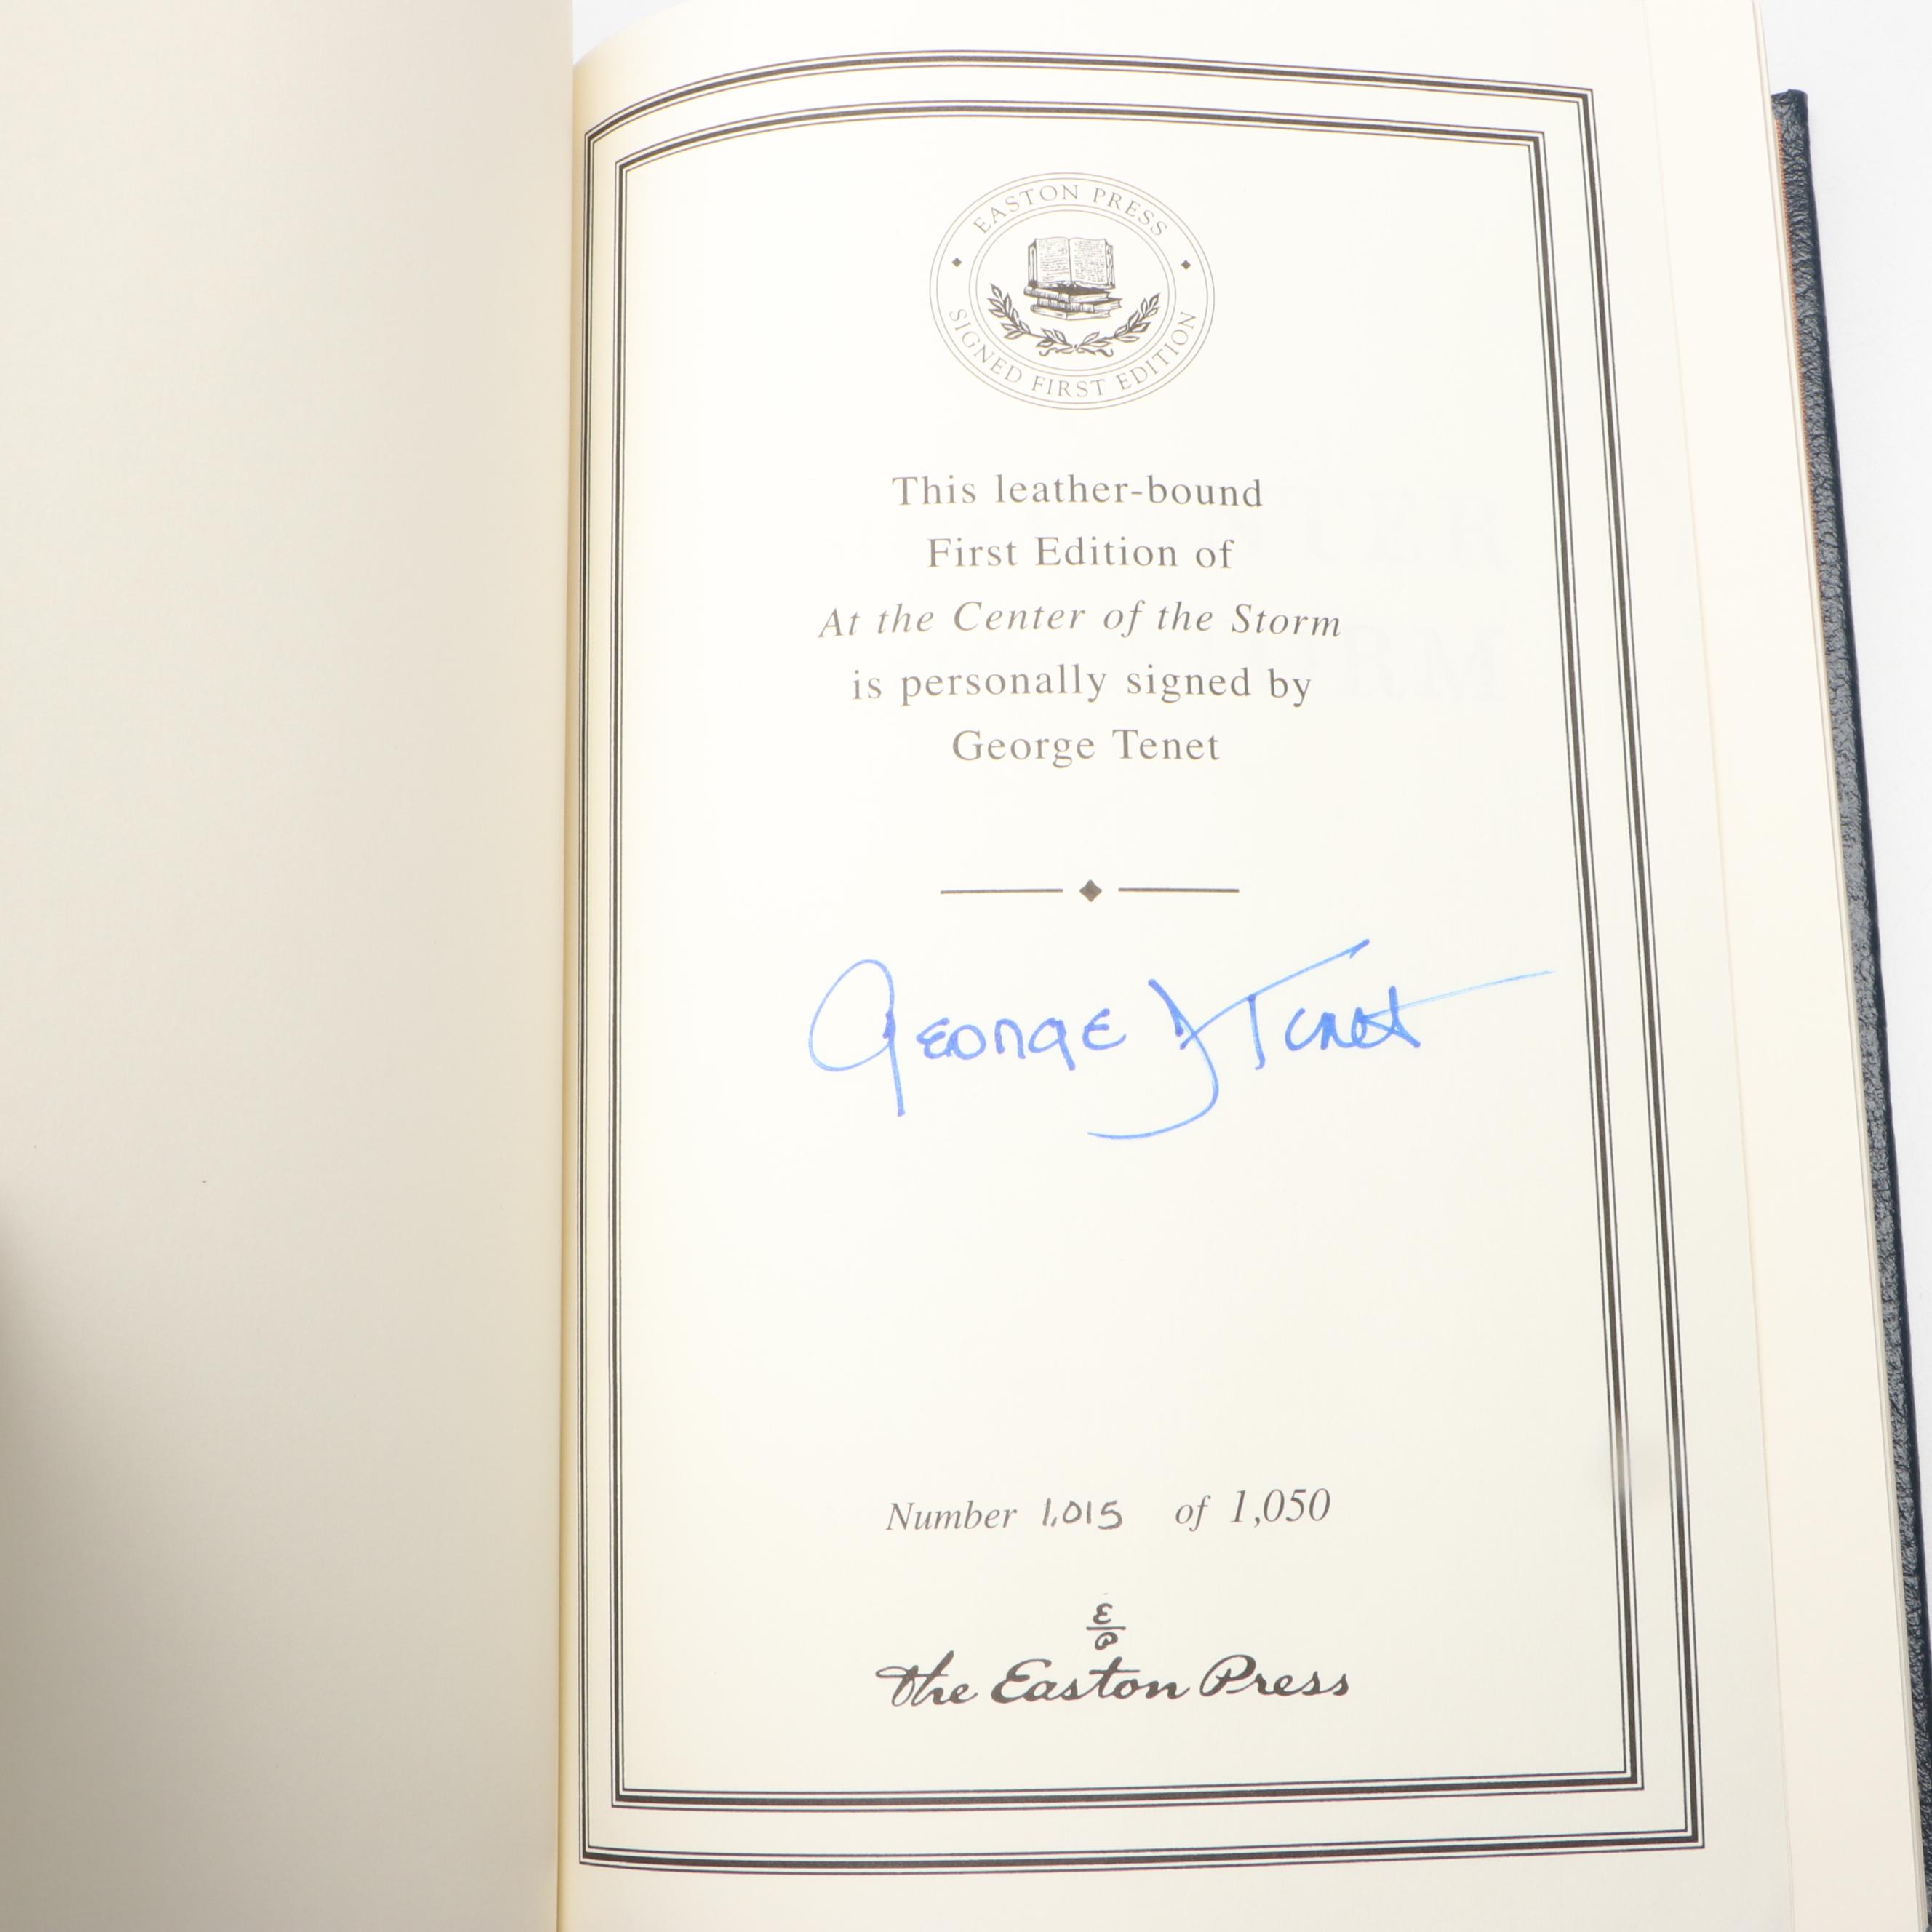 EASTON PRESS
SIGNED FIRST EDITION
This leather-bound
First Edition of
At the Center of the Storm
is personally signed by
George Tenet
George J Tenet
Number 1,015 of 1,050
E
P
The Easton Press